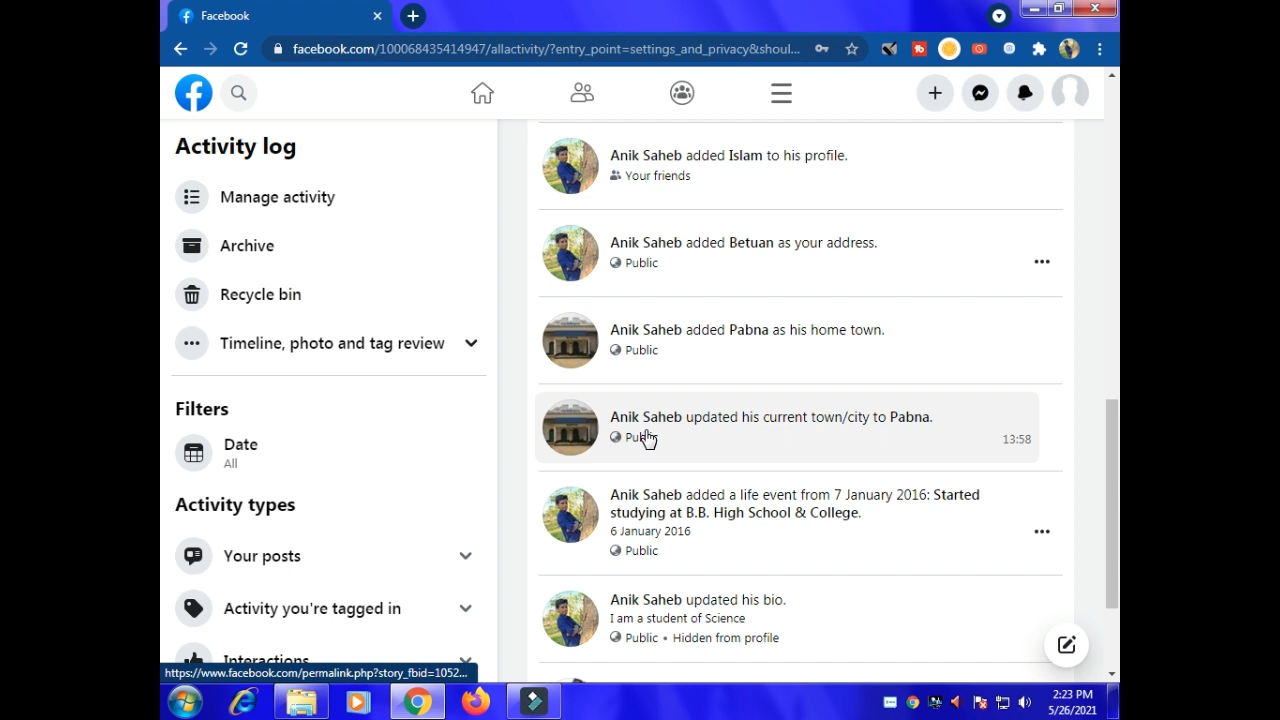 Facebook
facebook.com/100068435414947/allactivity/?entry_point=settings_and_privacy&shoul...
Activity log
Manage activity
Archive
Recycle bin
Timeline, photo and tag review
Filters
Date
All
Activity types
Your posts
Activity you're tagged in
Interactions
https://www.facebook.com/permalink.php?story_fbid=1052...
Anik Saheb added Islam to his profile.
Your friends
Anik Saheb added Betuan as your address.
Public
Anik Saheb added Pabna as his home town.
Public
Anik Saheb updated his current town/city to Pabna.
Public
13:58
Anik Saheb added a life event from 7 January 2016: Started
studying at B.B. High School & College.
6 January 2016
Public
Anik Saheb updated his bio.
I am a student of Science
Public • Hidden from profile
2:23 PM
5/26/2021